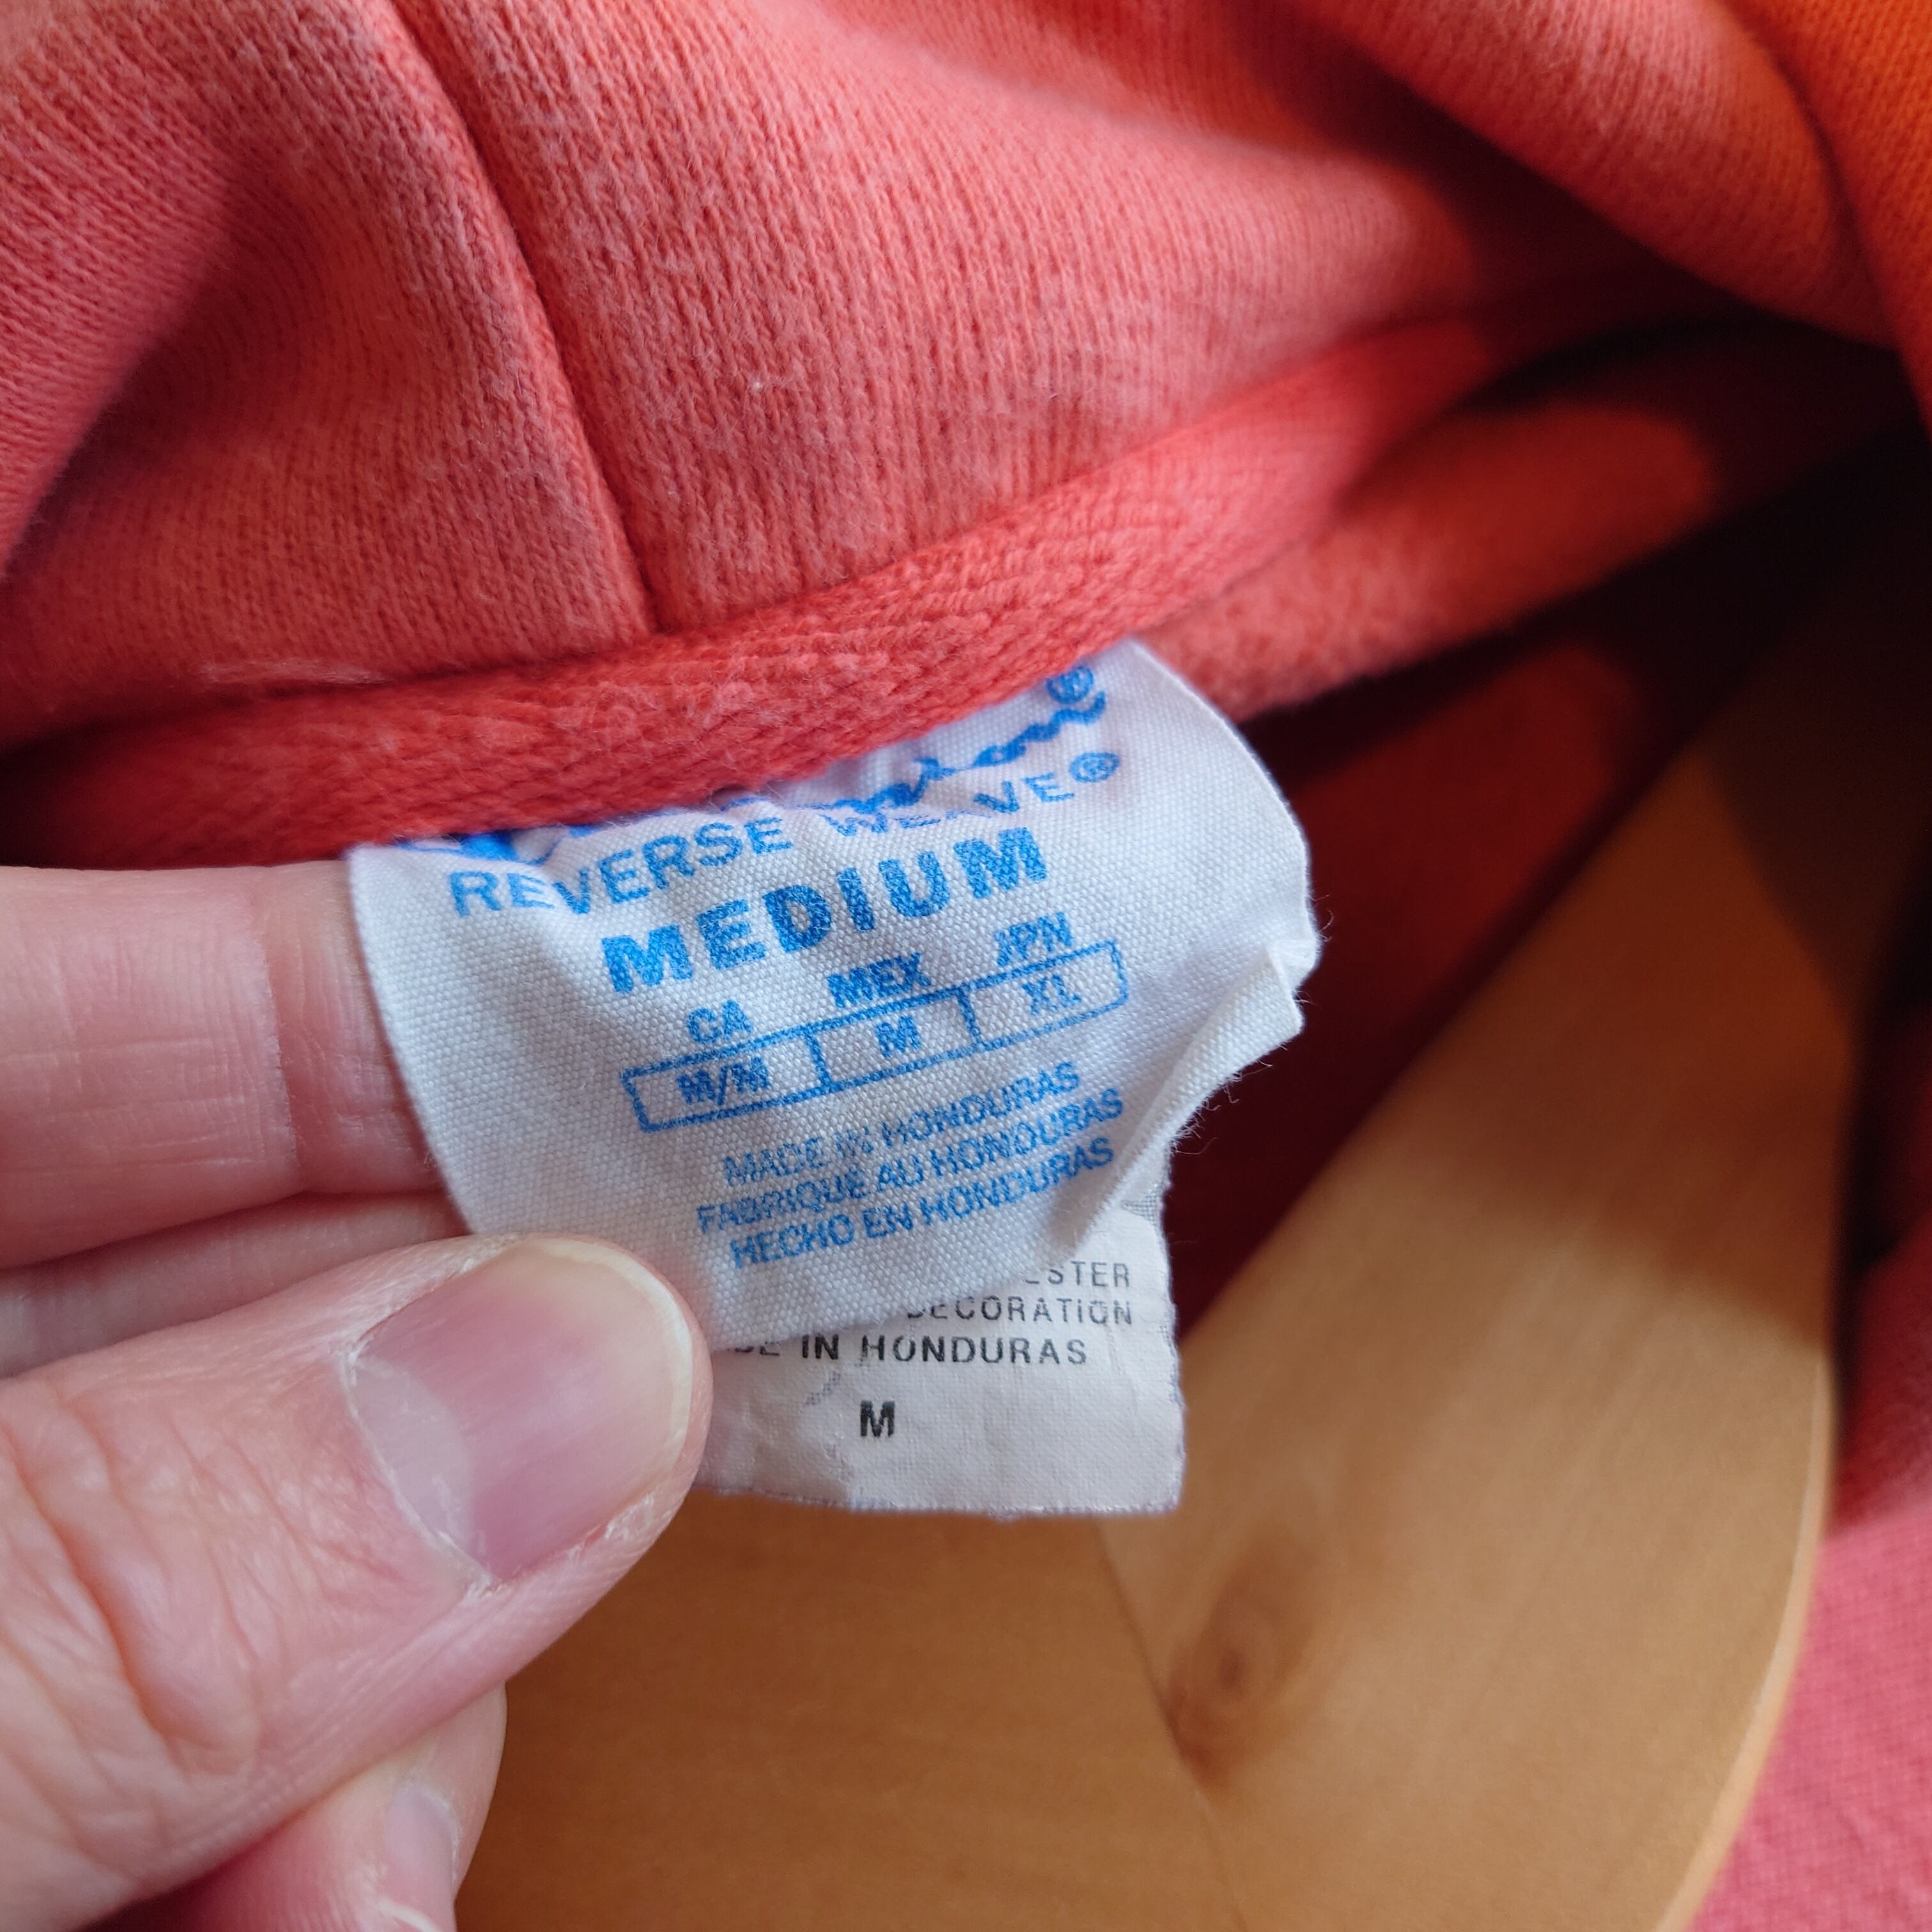 REVERSE WEAVE®
MEDIUM
CA MEX JPN
M/M M XL
MADE IN HONDURAS
FABRIQUE AU HONDURAS
HECHO EN HONDURAS
DECORATION
IN HONDURAS
M